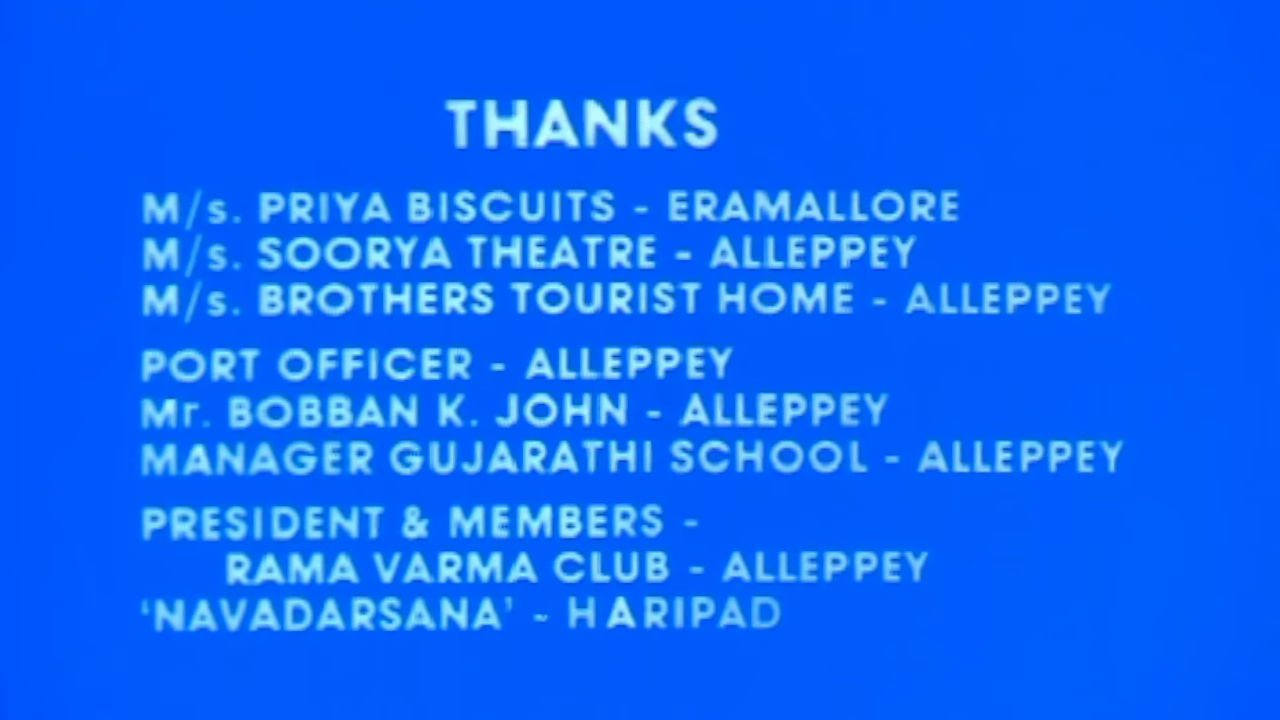 THANKS
M/s. PRIYA BISCUITS - ERAMALLORE
M/s. SOORYA THEATRE - ALLEPPEY
M/s. BROTHERS TOURIST HOME - ALLEPPEY
PORT OFFICER - ALLEPPEY
Mr. BOBBAN K. JOHN - ALLEPPEY
MANAGER GUJARATHI SCHOOL - ALLEPPEY
PRESIDENT & MEMBERS -
RAMA VARMA CLUB - ALLEPPEY
'NAVADARSANA' - HARIPAD